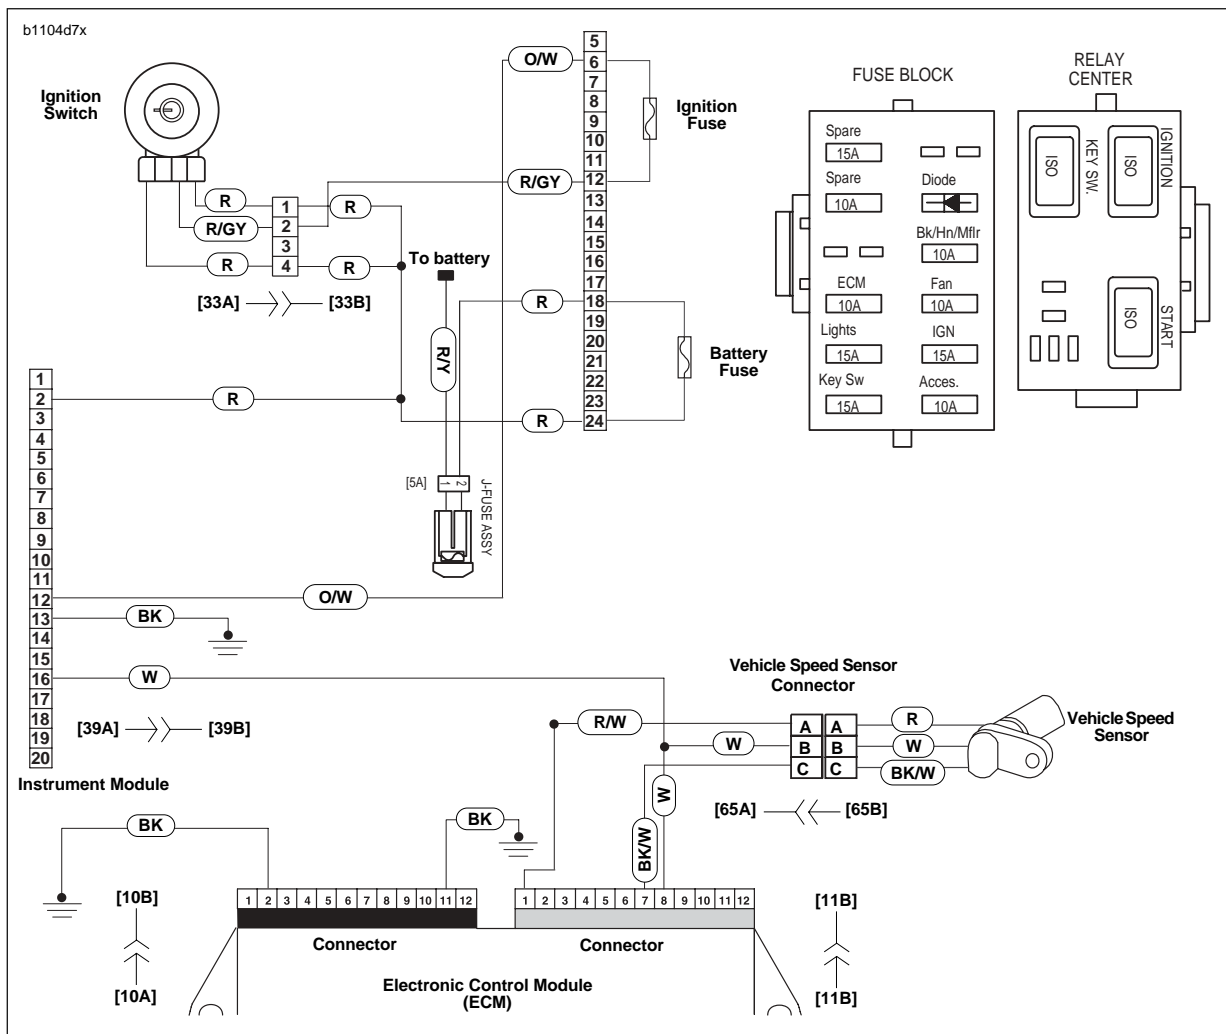 b1104d7x
Ignition
Switch
R
R/GY
R
1
2
3
4
R
R
[33A]
[33B]
O/W
R/GY
5
6
7
8
9
10
11
12
13
14
15
16
17
18
19
20
21
22
23
24
Ignition
Fuse
Battery
Fuse
To battery
R/Y
R
R
R
[5A]
1
2
J-FUSE ASSY
FUSE BLOCK
Spare
15A
Spare
10A
Diode
Bk/Hn/Mflr
10A
ECM
10A
Fan
10A
Lights
15A
IGN
15A
Key Sw
15A
Acces.
10A
RELAY
CENTER
ISO
KEY SW.
ISO
IGNITION
ISO
START
1
2
3
4
5
6
7
8
9
10
11
12
13
14
15
16
17
18
19
20
O/W
BK
W
[39A]
[39B]
Instrument Module
Vehicle Speed Sensor
Connector
R/W
W
A
B
C
A
B
C
R
W
BK/W
Vehicle Speed
Sensor
[65A]
[65B]
W
BK/W
BK
BK
[10B]
[10A]
1 2 3 4 5 6 7 8 9 10 11 12
1 2 3 4 5 6 7 8 9 10 11 12
Connector
Connector
Electronic Control Module
(ECM)
[11B]
[11B]